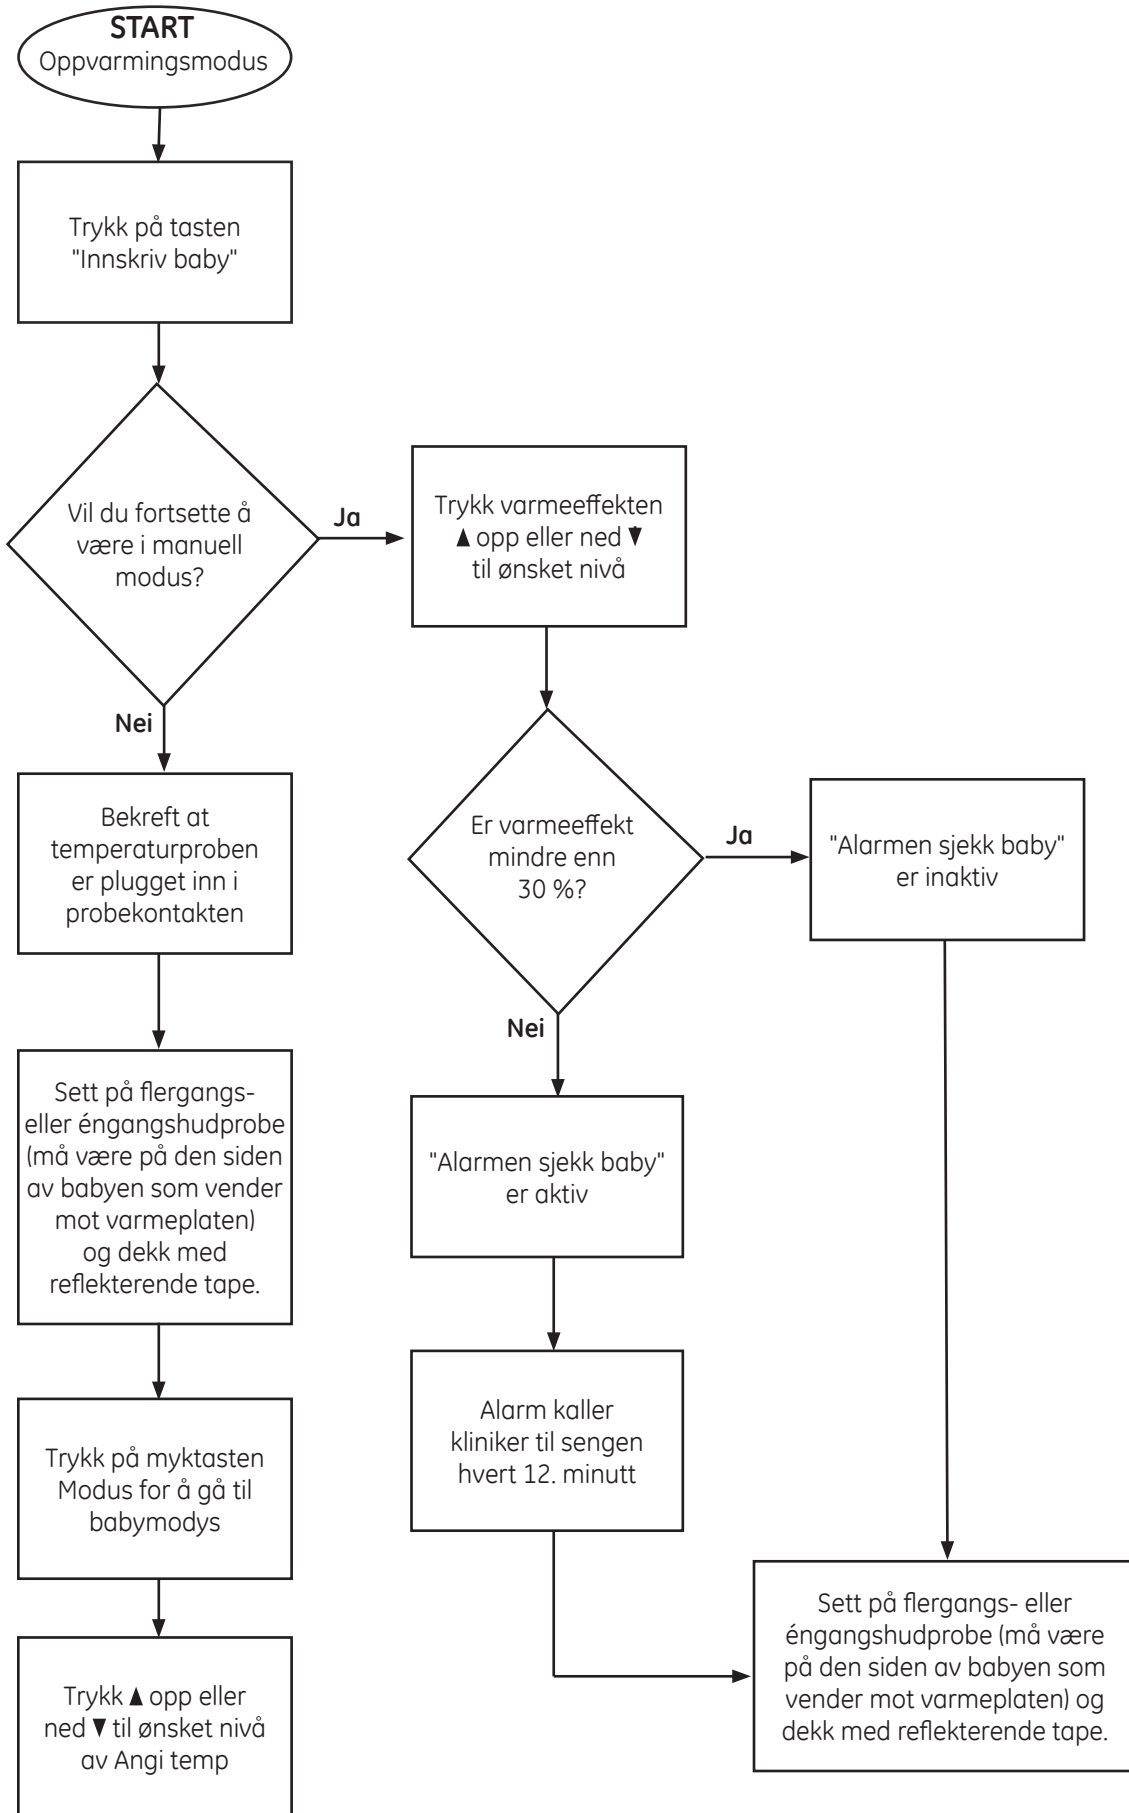 START
Oppvarmingsmodus
Trykk på tasten
"Innskriv baby"
Vil du fortsette å
være i manuell
modus?
Ja
Trykk varmeeffekten
▲ opp eller ned ▼
til ønsket nivå
Nei
Bekreft at
temperaturproben
er plugget inn i
probekontakten
Er varmeeffekt
mindre enn
30 %?
Ja
"Alarmen sjekk baby"
er inaktiv
Nei
Sett på flergangs-
eller éngangshudprobe
(må være på den siden
av babyen som vender
mot varmeplaten)
og dekk med
reflekterende tape.
"Alarmen sjekk baby"
er aktiv
Trykk på myktasten
Modus for å gå til
babymodys
Alarm kaller
kliniker til sengen
hvert 12. minutt
Sett på flergangs- eller
éngangshudprobe (må være
på den siden av babyen som
vender mot varmeplaten) og
dekk med reflekterende tape.
Trykk ▲ opp eller
ned ▼ til ønsket nivå
av Angi temp